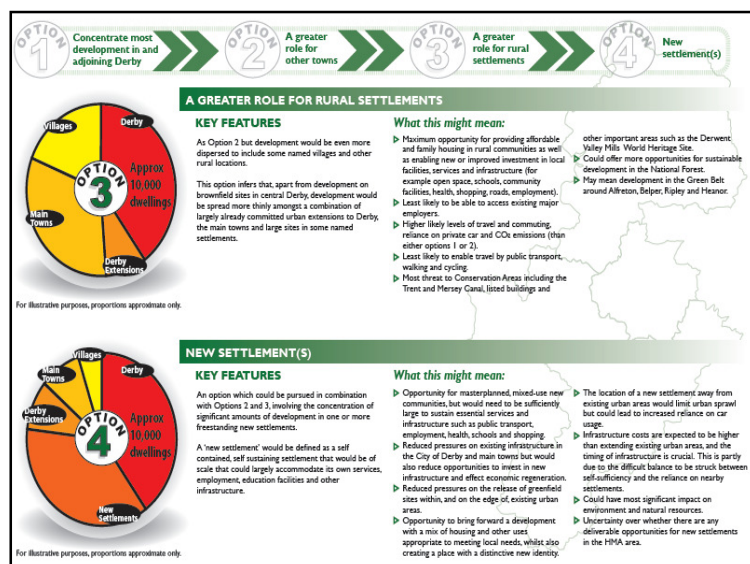 OPTION 1
Concentrate most
development in and
adjoining Derby
OPTION 2
A greater
role for
other towns
OPTION 3
A greater
role for rural
settlements
OPTION 4
New
settlement(s)
A GREATER ROLE FOR RURAL SETTLEMENTS
Villages
Derby
Approx
10,000
dwellings
OPTION
3
Main
Towns
Derby
Extensions
For illustrative purposes, proportions approximate only.
KEY FEATURES
As Option 2 but development would be even more
dispersed to include some named villages and other
rural locations.
This option infers that, apart from development on
brownfield sites in central Derby, development would
be spread more thinly amongst a combination of
largely already committed urban extensions to Derby,
the main towns and large sites in some named
settlements.
What this might mean:
Maximum opportunity for providing affordable
and family housing in rural communities as well
as enabling new or improved investment in local
facilities, services and infrastructure (for
example open space, schools, community
facilities, health, shopping, roads, employment).
Least likely to be able to access existing major
employers.
Higher likely levels of travel and commuting,
reliance on private car and CO₂ emissions (than
either options 1 or 2).
Least likely to enable travel by public transport,
walking and cycling.
Most threat to Conservation Areas including the
Trent and Mersey Canal, listed buildings and
other important areas such as the Derwent
Valley Mills World Heritage Site.
Could offer more opportunities for sustainable
development in the National Forest.
May mean development in the Green Belt
around Alfreton, Belper, Ripley and Heanor.
NEW SETTLEMENT(S)
Villages
Derby
Main
Towns
Derby
Extensions
OPTION
4
Approx
10,000
dwellings
New
Settlements
For illustrative purposes, proportions approximate only.
KEY FEATURES
An option which could be pursued in combination
with Options 2 and 3, involving the concentration of
significant amounts of development in one or more
freestanding new settlements.
A 'new settlement' would be defined as a self
contained, self sustaining settlement that would be of
scale that could largely accommodate its own services,
employment, education facilities and other
infrastructure.
What this might mean:
Opportunity for masterplanned, mixed-use new
communities, but would need to be sufficiently
large to sustain essential services and
infrastructure such as public transport,
employment, health, schools and shopping.
Reduced pressures on existing infrastructure in
the City of Derby and main towns but would
also reduce opportunities to invest in new
infrastructure and effect economic regeneration.
Reduced pressures on the release of greenfield
sites within, and on the edge of, existing urban
areas.
Opportunity to bring forward a development
with a mix of housing and other uses
appropriate to meeting local needs, whilst also
creating a place with a distinctive new identity.
The location of a new settlement away from
existing urban areas would limit urban sprawl
but could lead to increased reliance on car
usage.
Infrastructure costs are expected to be higher
than extending existing urban areas, and the
timing of infrastructure is crucial. This is partly
due to the difficult balance to be struck between
self-sufficiency and the reliance on nearby
settlements.
Could have most significant impact on
environment and natural resources.
Uncertainty over whether there are any
deliverable opportunities for new settlements
in the HMA area.